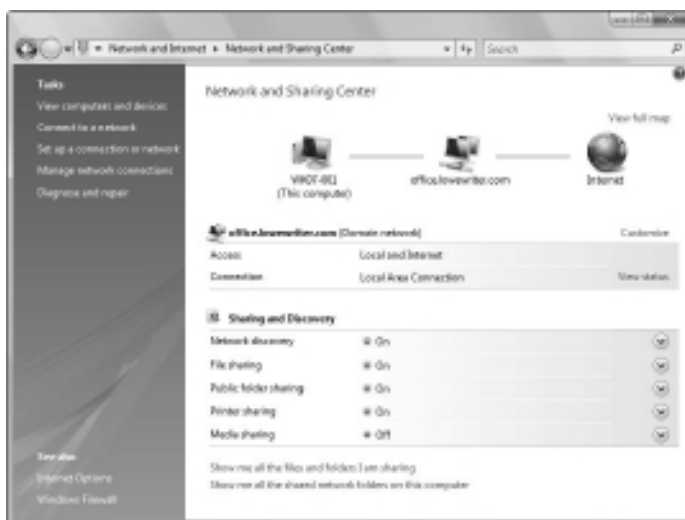 Network and Internet ▸ Network and Sharing Center
Search
Tasks
View computers and devices
Connect to a network
Set up a connection or network
Manage network connections
Diagnose and repair
See also
Internet Options
Windows Firewall
Network and Sharing Center
View full map
(This computer)
office.lowewriter.com
Internet
office.lowewriter.com (Domain network)
Customize
Access
Local and Internet
Connection
Local Area Connection
View status
Sharing and Discovery
Network discovery
On
File sharing
On
Public folder sharing
On
Printer sharing
On
Media sharing
Off
Show me all the files and folders I am sharing
Show me all the shared network folders on this computer